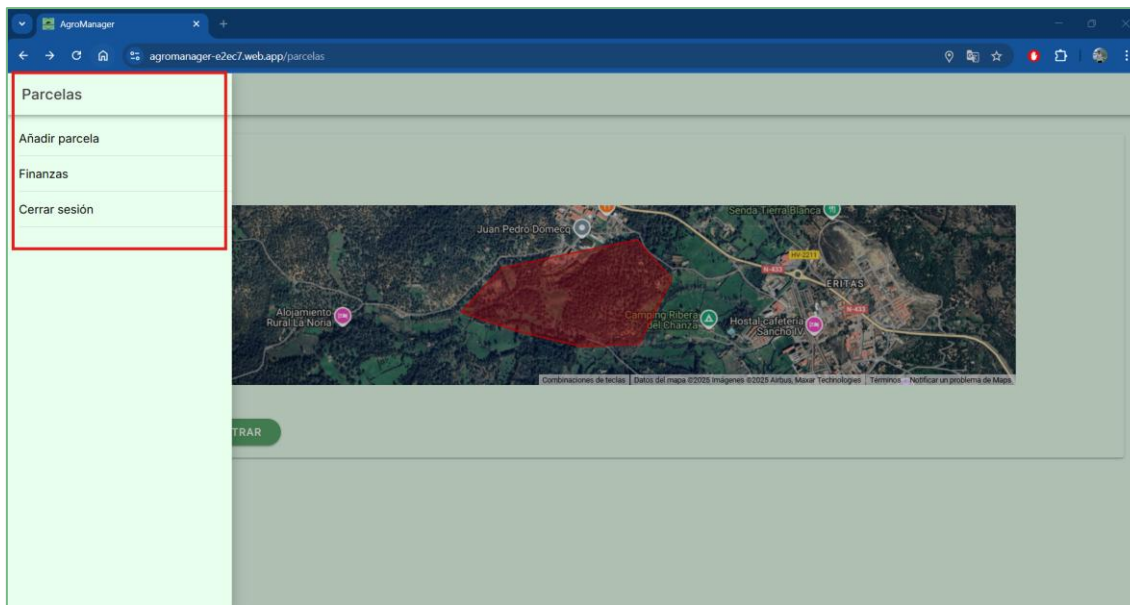 AgroManager
agromanager-e2ec7.web.app/parcelas
Parcelas
Añadir parcela
Finanzas
Cerrar sesión
Senda Tierra Blanca
Juan Pedro Domecq
HV-2211
N-433
ERITAS
Alojamiento
Rural La Noria
Camping Ribera
del Chanza
N-433
Hostal cafetería
Sancho IV
Combinaciones de teclas
Datos del mapa ©2025 Imágenes ©2025 Airbus, Maxar Technologies
Términos
Notificar un problema de Maps
TRAR